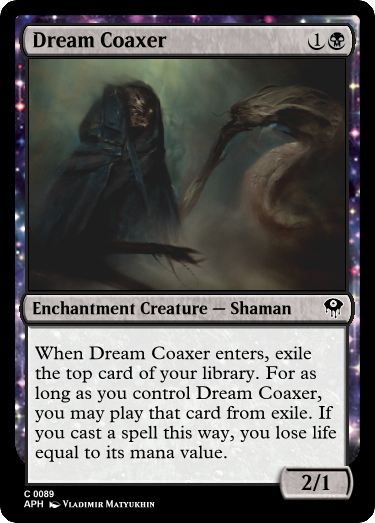 Dream Coaxer 1
Enchantment Creature — Shaman
When Dream Coaxer enters, exile
the top card of your library. For as
long as you control Dream Coaxer,
you may play that card from exile. If
you cast a spell this way, you lose life
equal to its mana value.
2/1
C 0089
APH Vladimir Matyukhin